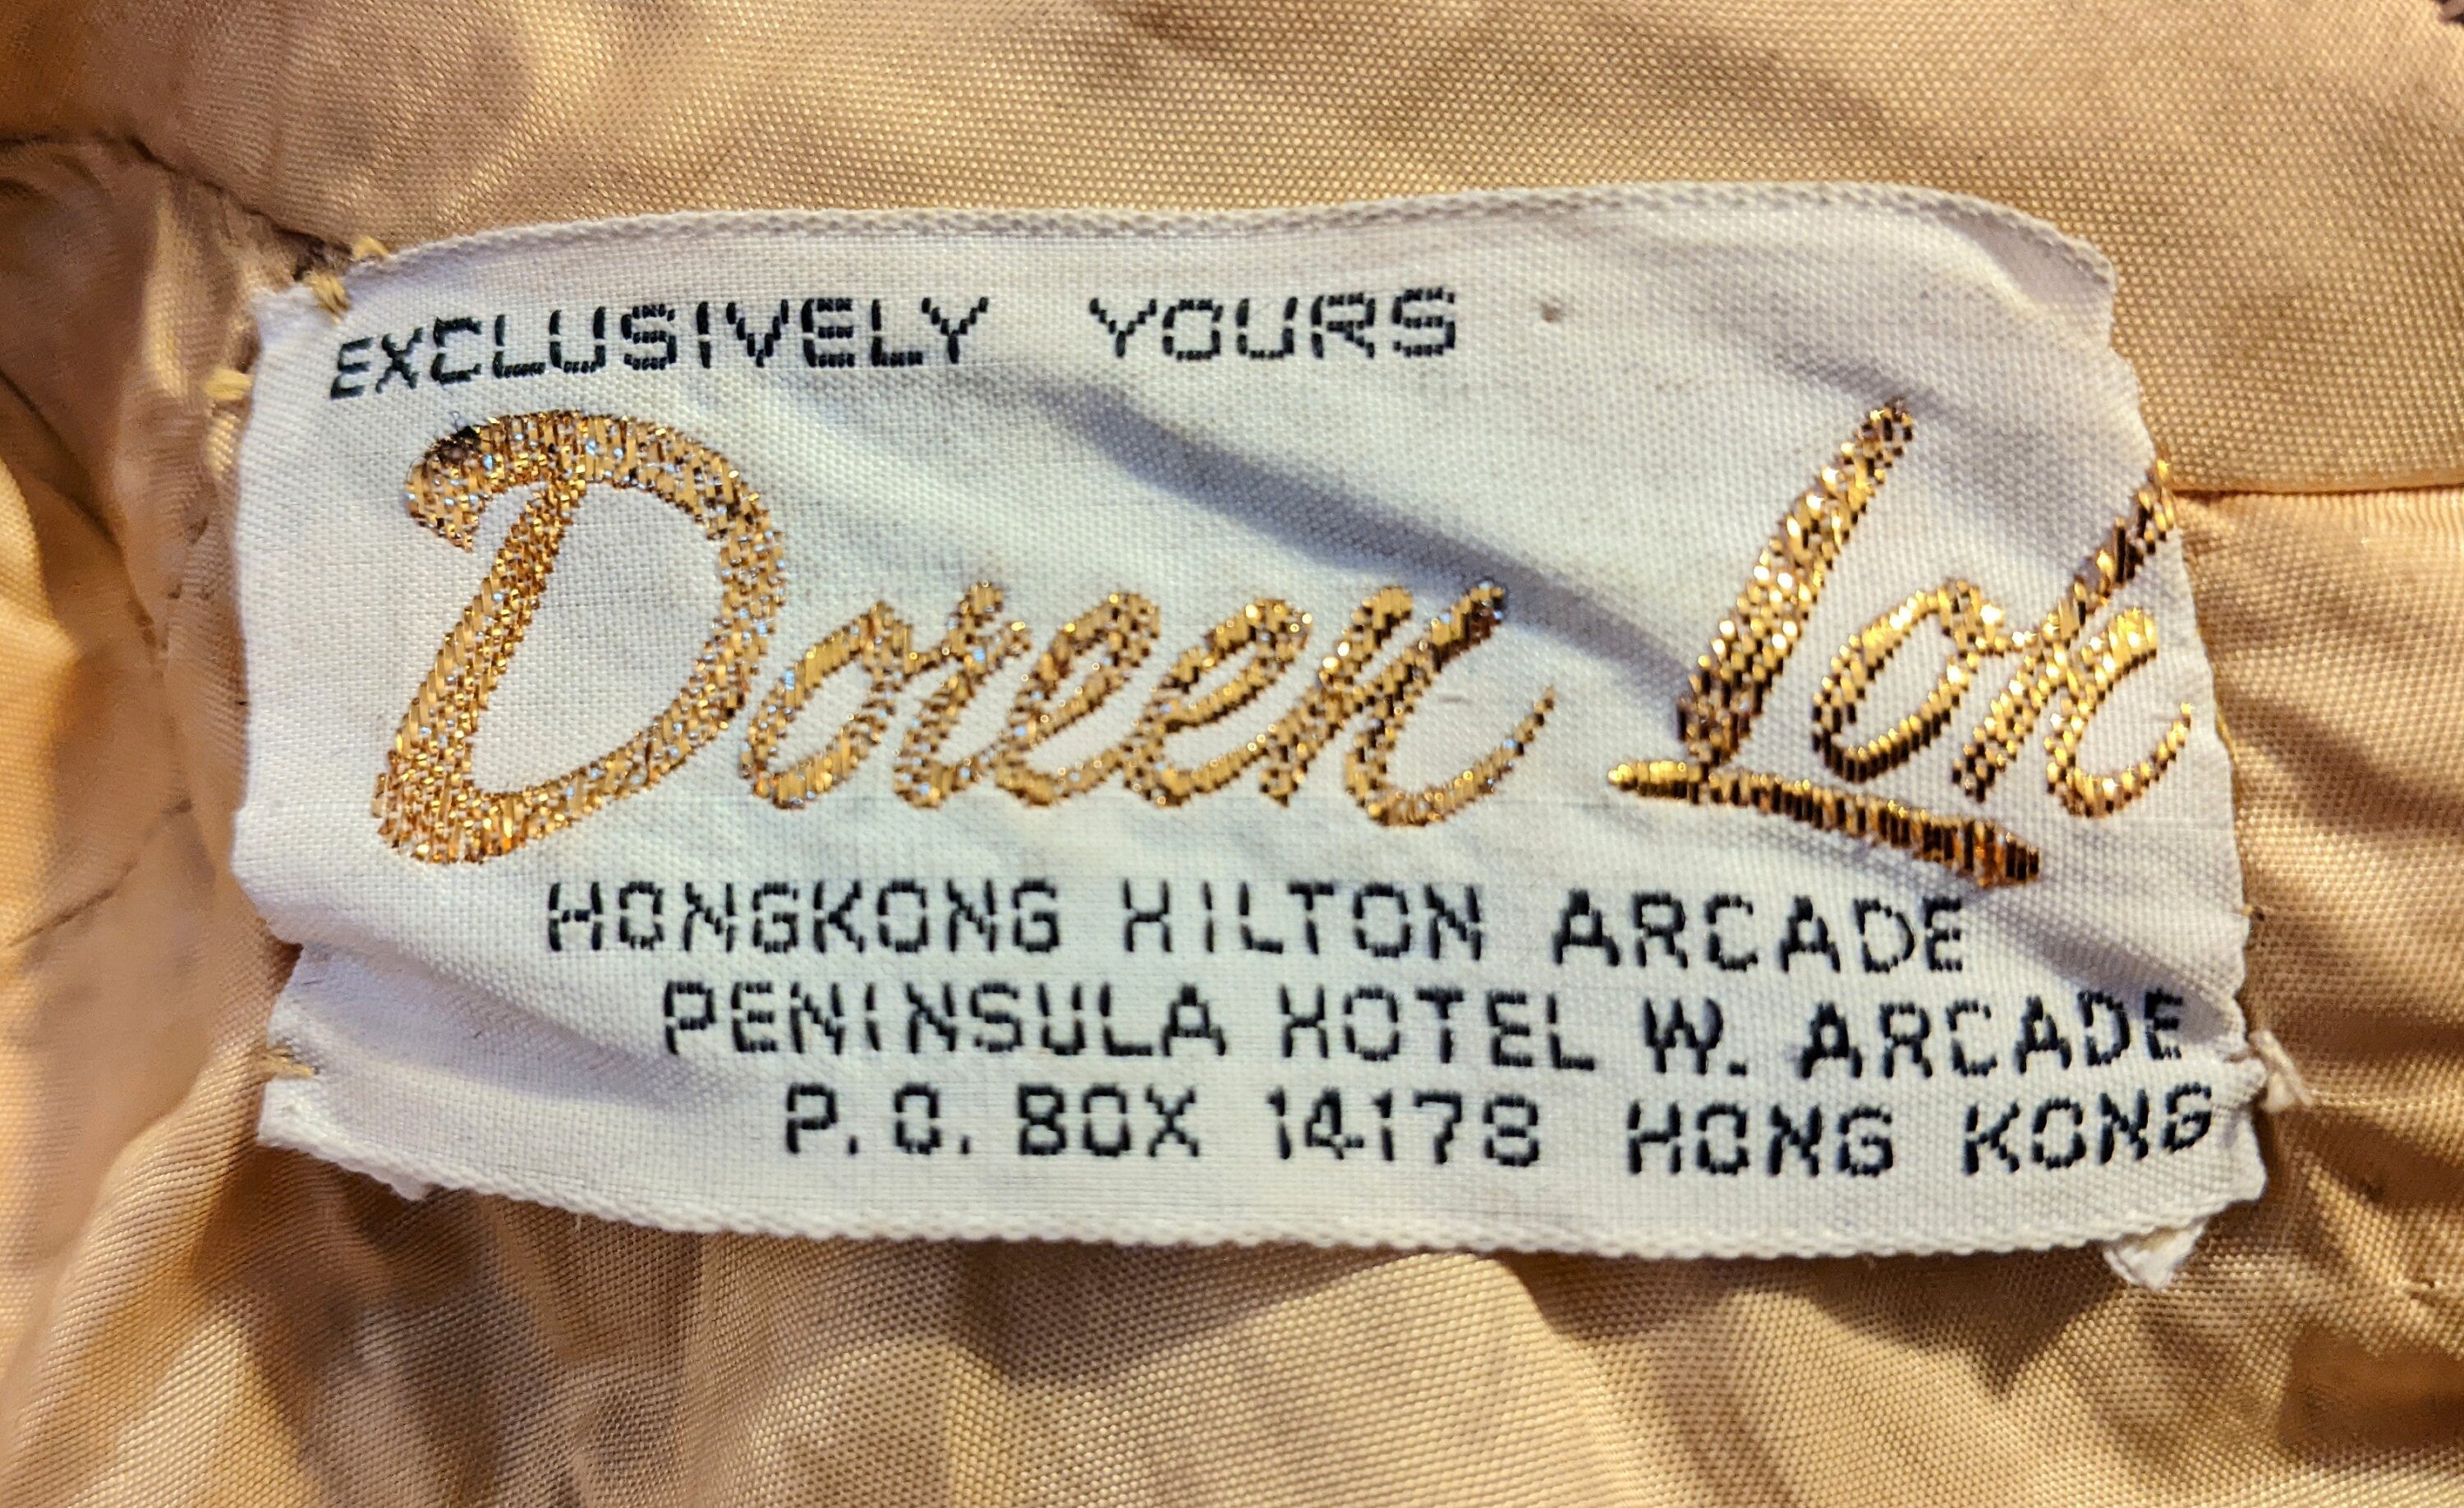 EXCLUSIVELY YOURS
Doreen Lok
HONGKONG HILTON ARCADE
PENINSULA HOTEL W. ARCADE
P.O. BOX 14178 HONG KONG